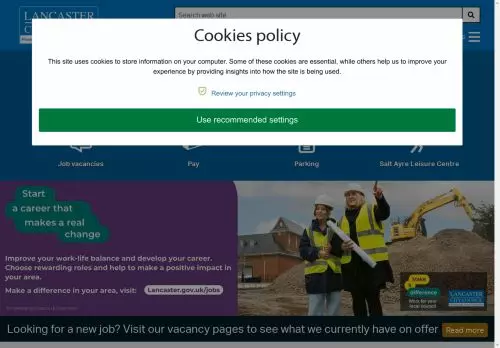 LANCASTER
Search web site
Cookies policy
This site uses cookies to store information on your computer. Some of these cookies are essential, while others help us to improve your
experience by providing insights into how the site is being used.
Review your privacy settings
Use recommended settings
Job vacancies
Pay
Parking
Salt Ayre Leisure Centre
Start
a career that
makes a real
change
Improve your work-life balance and develop your career.
Choose rewarding roles and help to make a positive impact in
your area.
Make a difference in your area, visit: Lancaster.gov.uk/jobs
Make
a
difference
Work for your
local council
LANCASTER
CITY COUNCIL
Looking for a new job? Visit our vacancy pages to see what we currently have on offer
Read more